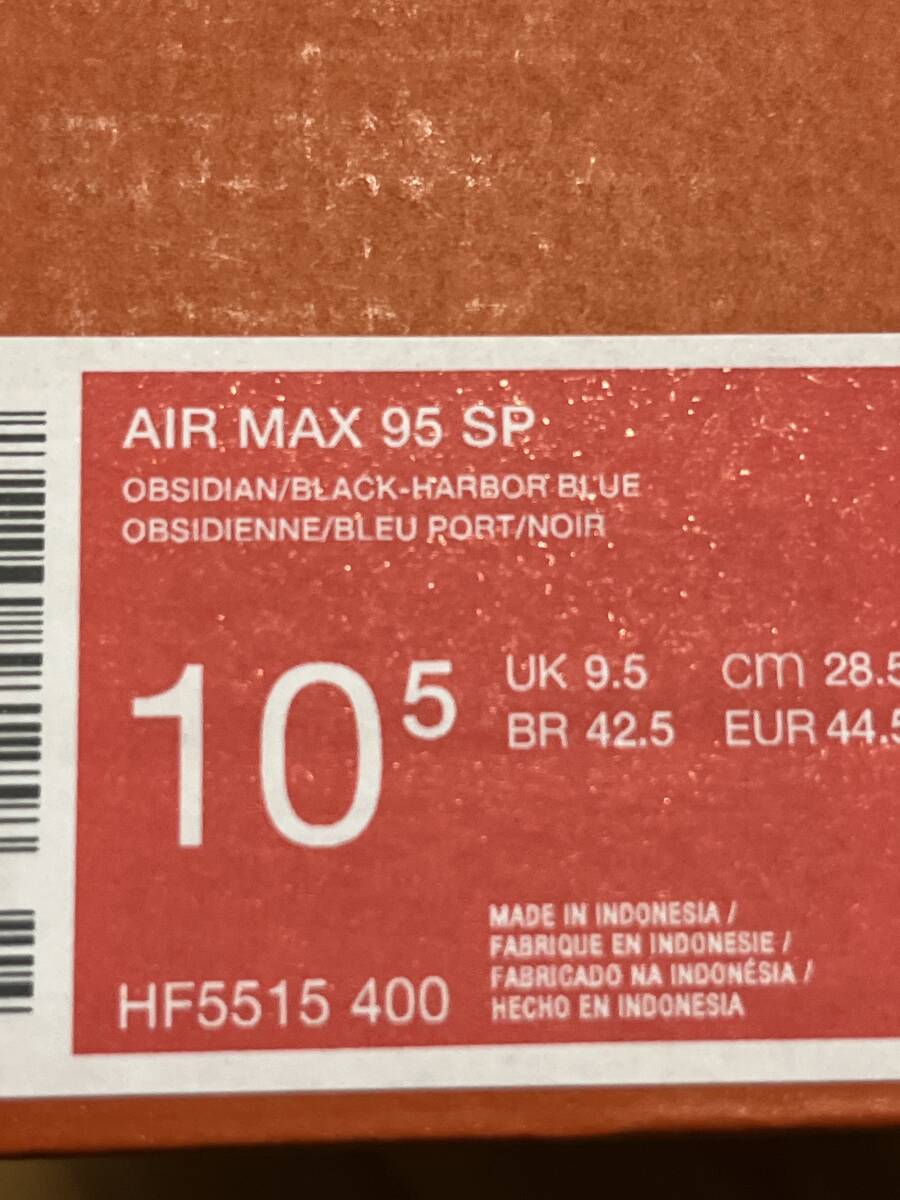 AIR MAX 95 SP
OBSIDIAN/BLACK-HARBOR BLUE
OBSIDIENNE/BLEU PORT/NOIR
10 5
UK 9.5 cm 28.5
BR 42.5 EUR 44.5
MADE IN INDONESIA /
FABRIQUE EN INDONESIE /
FABRICADO NA INDONÉSIA /
HECHO EN INDONESIA
HF5515 400